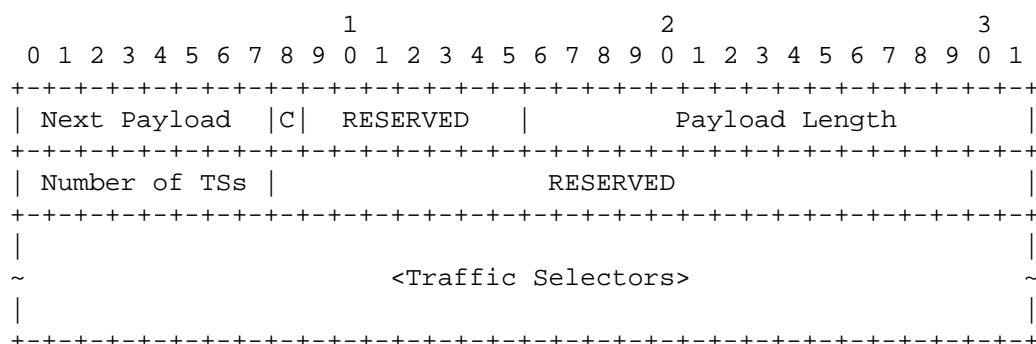 1                   2                   3
 0 1 2 3 4 5 6 7 8 9 0 1 2 3 4 5 6 7 8 9 0 1 2 3 4 5 6 7 8 9 0 1
+-+-+-+-+-+-+-+-+-+-+-+-+-+-+-+-+-+-+-+-+-+-+-+-+-+-+-+-+-+-+-+-+
| Next Payload  |C|  RESERVED   |         Payload Length        |
+-+-+-+-+-+-+-+-+-+-+-+-+-+-+-+-+-+-+-+-+-+-+-+-+-+-+-+-+-+-+-+-+
| Number of TSs |                 RESERVED                      |
+-+-+-+-+-+-+-+-+-+-+-+-+-+-+-+-+-+-+-+-+-+-+-+-+-+-+-+-+-+-+-+-+
|                                                               |
~                       <Traffic Selectors>                     ~
|                                                               |
+-+-+-+-+-+-+-+-+-+-+-+-+-+-+-+-+-+-+-+-+-+-+-+-+-+-+-+-+-+-+-+-+